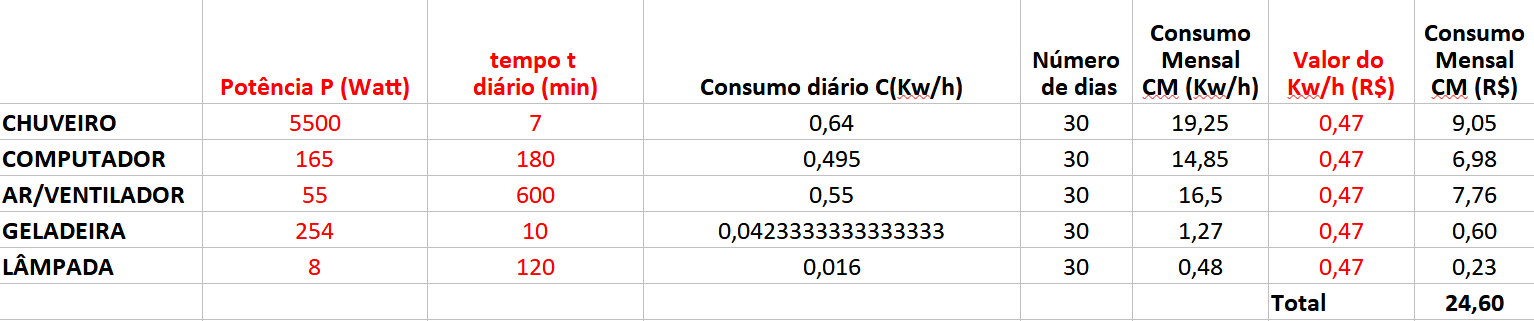 Potência P (Watt) tempo t diário (min) Consumo diário C(Kw/h) Número de dias Consumo Mensal CM (Kw/h) Valor do Kw/h (R$) Consumo Mensal CM (R$)
CHUVEIRO 5500 7 0,64 30 19,25 0,47 9,05
COMPUTADOR 165 180 0,495 30 14,85 0,47 6,98
AR/VENTILADOR 55 600 0,55 30 16,5 0,47 7,76
GELADEIRA 254 10 0,0423333333333333 30 1,27 0,47 0,60
LÂMPADA 8 120 0,016 30 0,48 0,47 0,23
Total 24,60